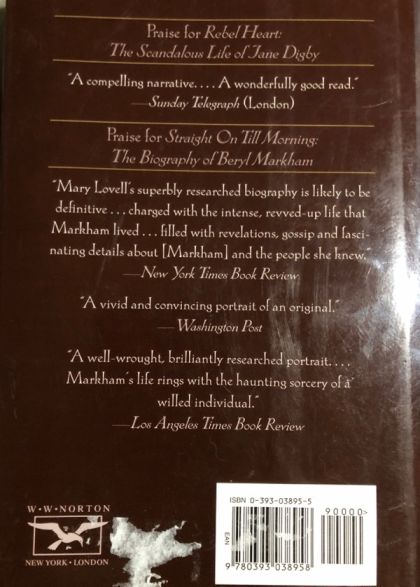 Praise for Rebel Heart:
The Scandalous Life of Jane Digby
"A compelling narrative. . . . A wonderfully good read."
—Sunday Telegraph (London)
Praise for Straight On Till Morning:
The Biography of Beryl Markham
"Mary Lovell's superbly researched biography is likely to be
definitive . . . charged with the intense, revved-up life that
Markham lived . . . filled with revelations, gossip and fasci-
nating details about [Markham] and the people she knew."
—New York Times Book Review
"A vivid and convincing portrait of an original."
—Washington Post
"A well-wrought, brilliantly researched portrait. . . .
Markham's life rings with the haunting sorcery of a
willed individual."
—Los Angeles Times Book Review
W · W · NORTON
NEW YORK · LONDON
ISBN 0-393-03895-5
90000>
EAN
9 780393 038958